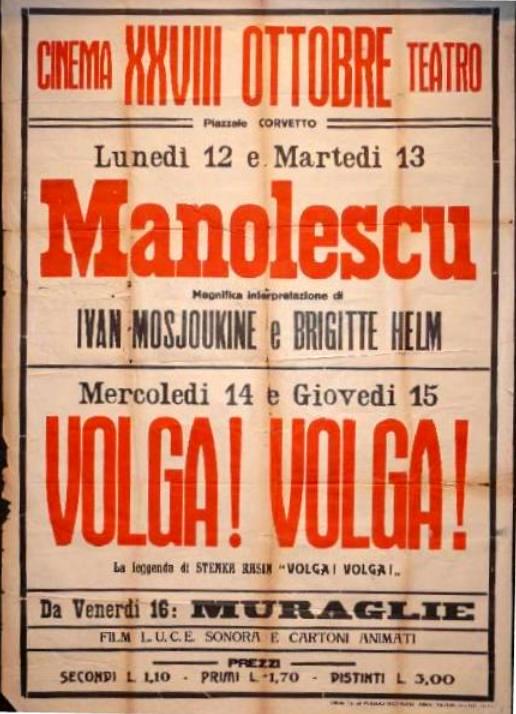 CINEMA XXVIII OTTOBRE TEATRO
Piazzale CORVETTO
Lunedì 12 e Martedì 13
Manolescu
Magnifica interpretazione di
IVAN MOSJOUKINE e BRIGITTE HELM
Mercoledì 14 e Giovedì 15
VOLGA! VOLGA!
La leggenda di STENKA RASIN "VOLGA! VOLGA!„
Da Venerdì 16: MURAGLIE
FILM L.U.C.E. SONORA E CARTONI ANIMATI
PREZZI
SECONDI L. 1,10 - PRIMI L. 1,70 - DISTINTI L. 3,00